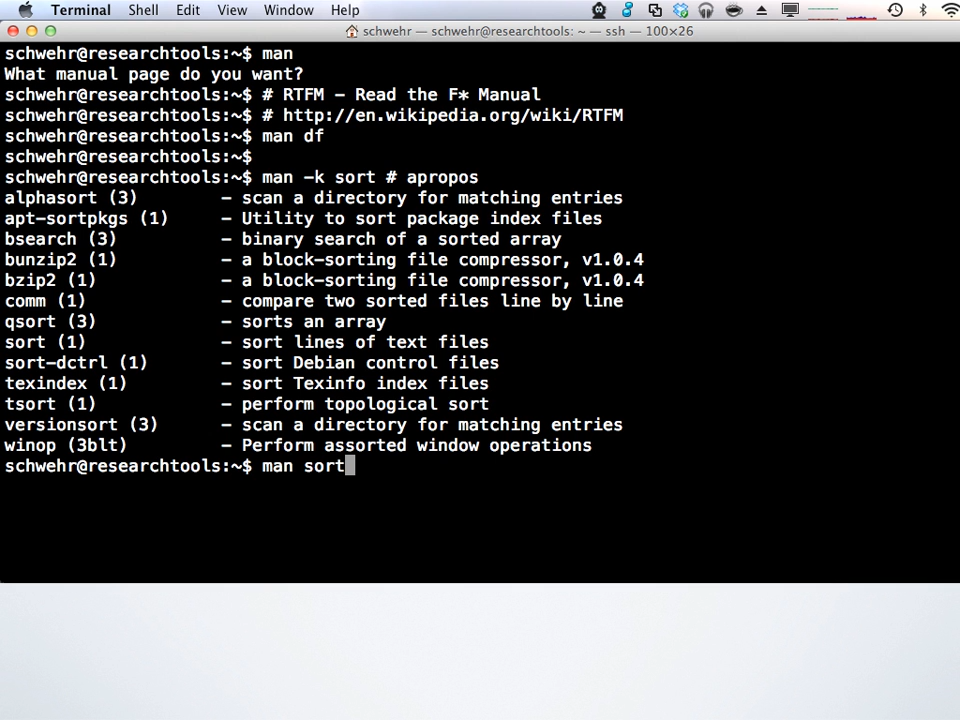 Terminal Shell Edit View Window Help
schwehr — schwehr@researchtools: ~ — ssh — 100×26
schwehr@researchtools:~$ man
What manual page do you want?
schwehr@researchtools:~$ # RTFM - Read the F* Manual
schwehr@researchtools:~$ # http://en.wikipedia.org/wiki/RTFM
schwehr@researchtools:~$ man df
schwehr@researchtools:~$
schwehr@researchtools:~$ man -k sort # apropos
alphasort (3) - scan a directory for matching entries
apt-sortpkgs (1) - Utility to sort package index files
bsearch (3) - binary search of a sorted array
bunzip2 (1) - a block-sorting file compressor, v1.0.4
bzip2 (1) - a block-sorting file compressor, v1.0.4
comm (1) - compare two sorted files line by line
qsort (3) - sorts an array
sort (1) - sort lines of text files
sort-dctrl (1) - sort Debian control files
texindex (1) - sort Texinfo index files
tsort (1) - perform topological sort
versionsort (3) - scan a directory for matching entries
winop (3blt) - Perform assorted window operations
schwehr@researchtools:~$ man sort